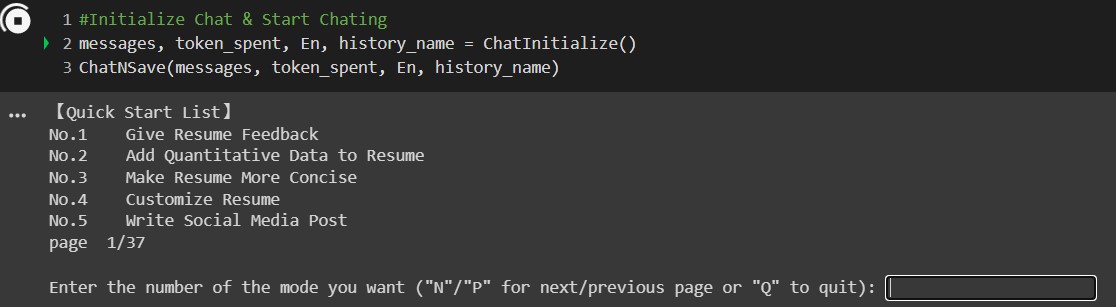 1 #Initialize Chat & Start Chating
2 messages, token_spent, En, history_name = ChatInitialize()
3 ChatNSave(messages, token_spent, En, history_name)
【Quick Start List】
No.1    Give Resume Feedback
No.2    Add Quantitative Data to Resume
No.3    Make Resume More Concise
No.4    Customize Resume
No.5    Write Social Media Post
page  1/37
Enter the number of the mode you want ("N"/"P" for next/previous page or "Q" to quit):